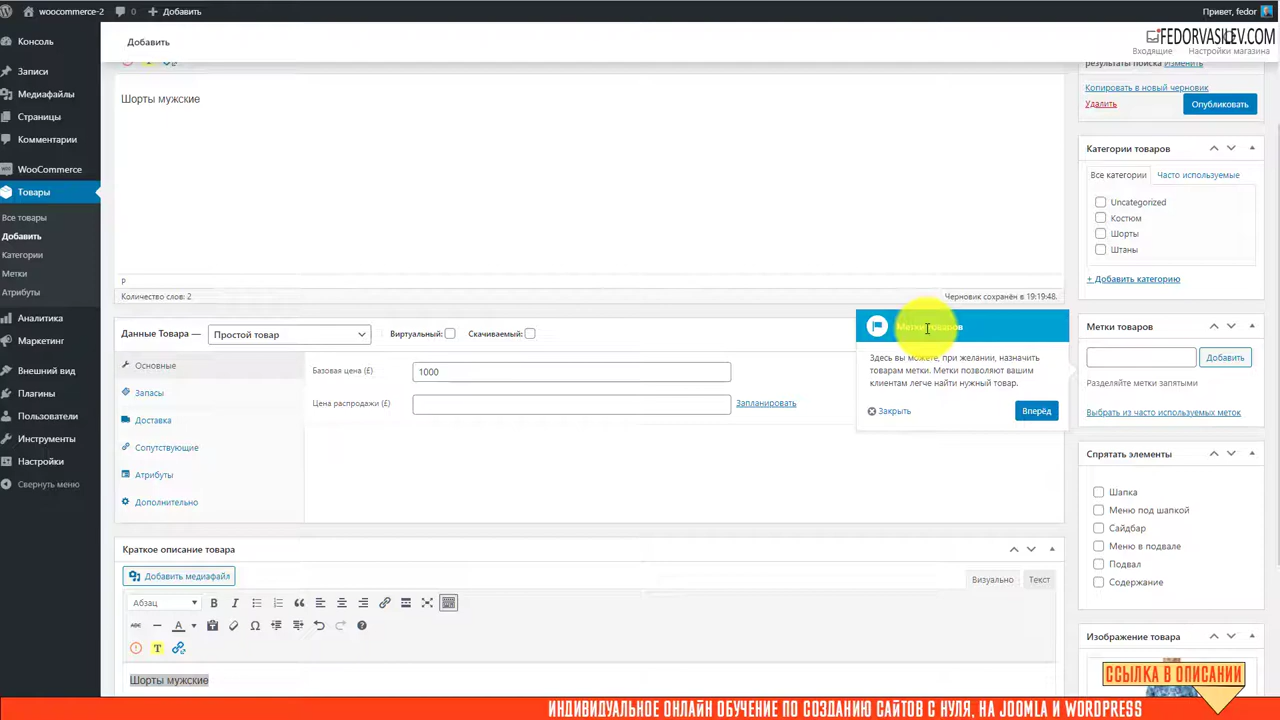 woocommerce-2
0
Добавить
Привет, fedor
Консоль
Записи
Медиафайлы
Страницы
Комментарии
WooCommerce
Товары
Все товары
Добавить
Категории
Метки
Атрибуты
Аналитика
Маркетинг
Внешний вид
Плагины
Пользователи
Инструменты
Настройки
Свернуть меню
Добавить
Входящие
Настройки магазина
Шорты мужские
P
Количество слов: 2
Черновик сохранён в 19:19:48.
Данные Товара —
Простой товар
Виртуальный:
Скачиваемый:
Основные
Запасы
Доставка
Сопутствующие
Атрибуты
Дополнительно
Базовая цена (£)
1000
Цена распродажи (£)
Запланировать
Метки товаров
Здесь вы можете, при желании, назначить
товарам метки. Метки позволяют вашим
клиентам легче найти нужный товар.
Закрыть
Вперёд
Краткое описание товара
Добавить медиафайл
Визуально
Текст
Абзац
B
I
ABC
A
T
Шорты мужские
результаты поиска Изменить
Копировать в новый черновик
Удалить
Опубликовать
Категории товаров
Все категории
Часто используемые
Uncategorized
Костюм
Шорты
Штаны
+ Добавить категорию
Метки товаров
Добавить
Разделяйте метки запятыми
Выбрать из часто используемых меток
Спрятать элементы
Шапка
Меню под шапкой
Сайдбар
Меню в подвале
Подвал
Содержание
Изображение товара
ССЫЛКА В ОПИСАНИИ
ИНДИВИДУАЛЬНОЕ ОНЛАЙН ОБУЧЕНИЕ ПО СОЗДАНИЮ САЙТОВ С НУЛЯ, НА JOOMLA И WORDPRESS